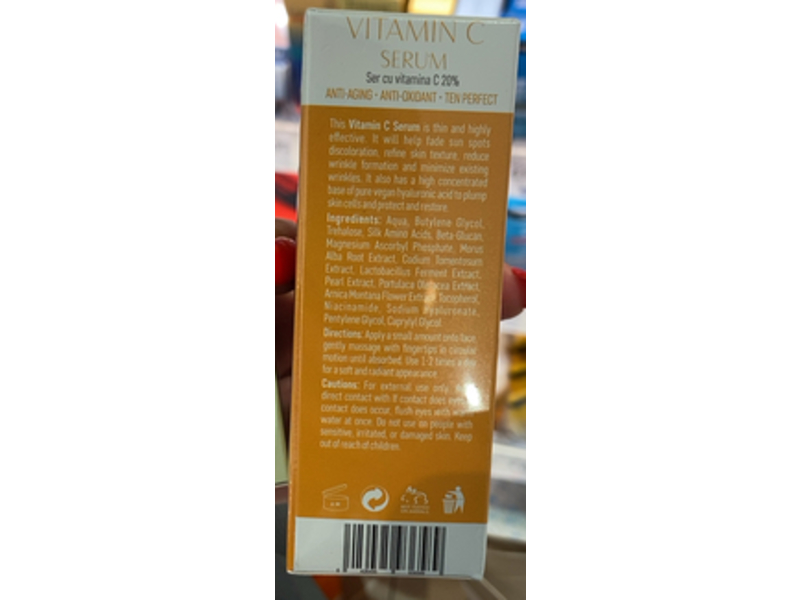 VITAMIN C
SERUM
Ser cu vitamina C 20%
ANTI-AGING • ANTI-OXIDANT • TEN PERFECT
This Vitamin C Serum is thin and highly
effective. It will help fade sun spots
discoloration, refine skin texture, reduce
wrinkle formation and minimize existing
wrinkles. It also has a high concentrated
base of pure vegan hyaluronic acid to plump
skin cells and protect and restore.
Ingredients: Aqua, Butylene Glycol,
Trehalose, Silk Amino Acids, Beta-Glucan,
Magnesium Ascorbyl Phosphate, Morus
Alba Root Extract, Codium Tomentosum
Extract, Lactobacillus Ferment Extract,
Pearl Extract, Portulaca Oleracea Extract,
Arnica Montana Flower Extract, Tocopherol,
Niacinamide, Sodium Hyaluronate,
Pentylene Glycol, Caprylyl Glycol.
Directions: Apply a small amount onto face
gently massage with fingertips in circular
motion until absorbed. Use 1-2 times a day
for a soft and radiant appearance
Cautions: For external use only.
direct contact with if contact does
contact does occur, flush eyes with
water at once. Do not use on people with
sensitive, irritated, or damaged skin. Keep
out of reach of children.